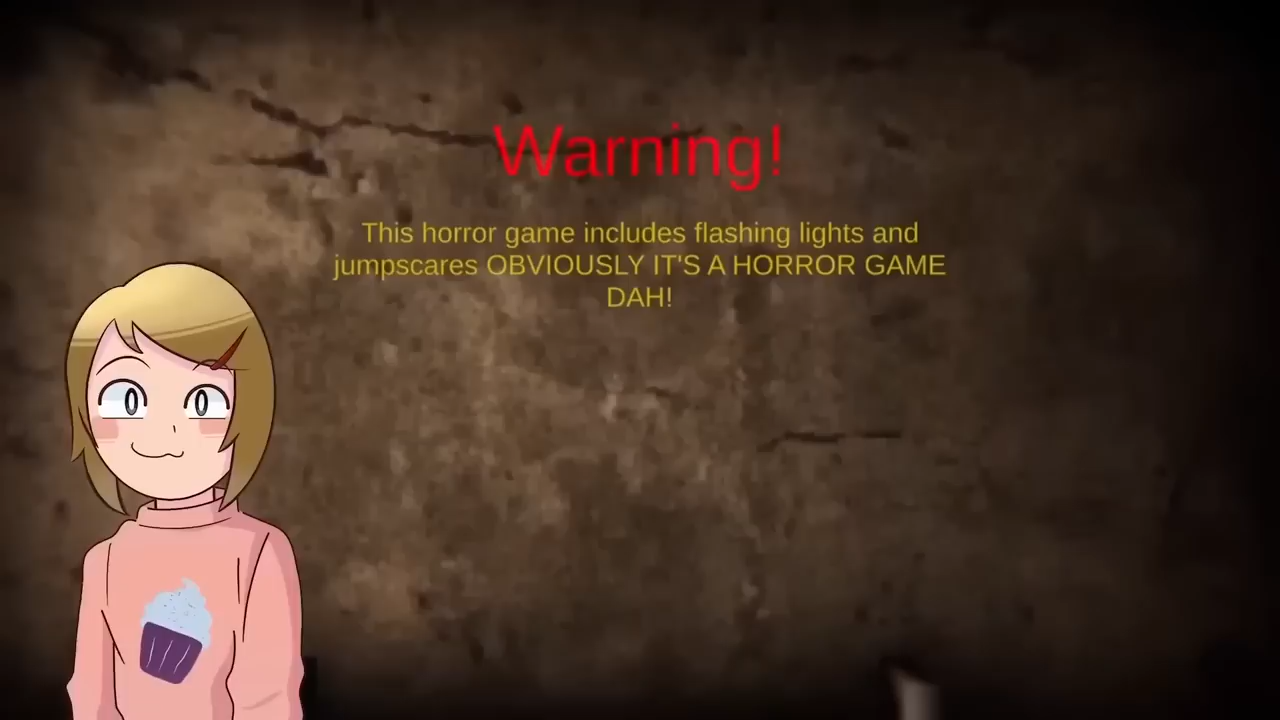 Warning!
This horror game includes flashing lights and
jumpscares OBVIOUSLY IT'S A HORROR GAME
DAH!